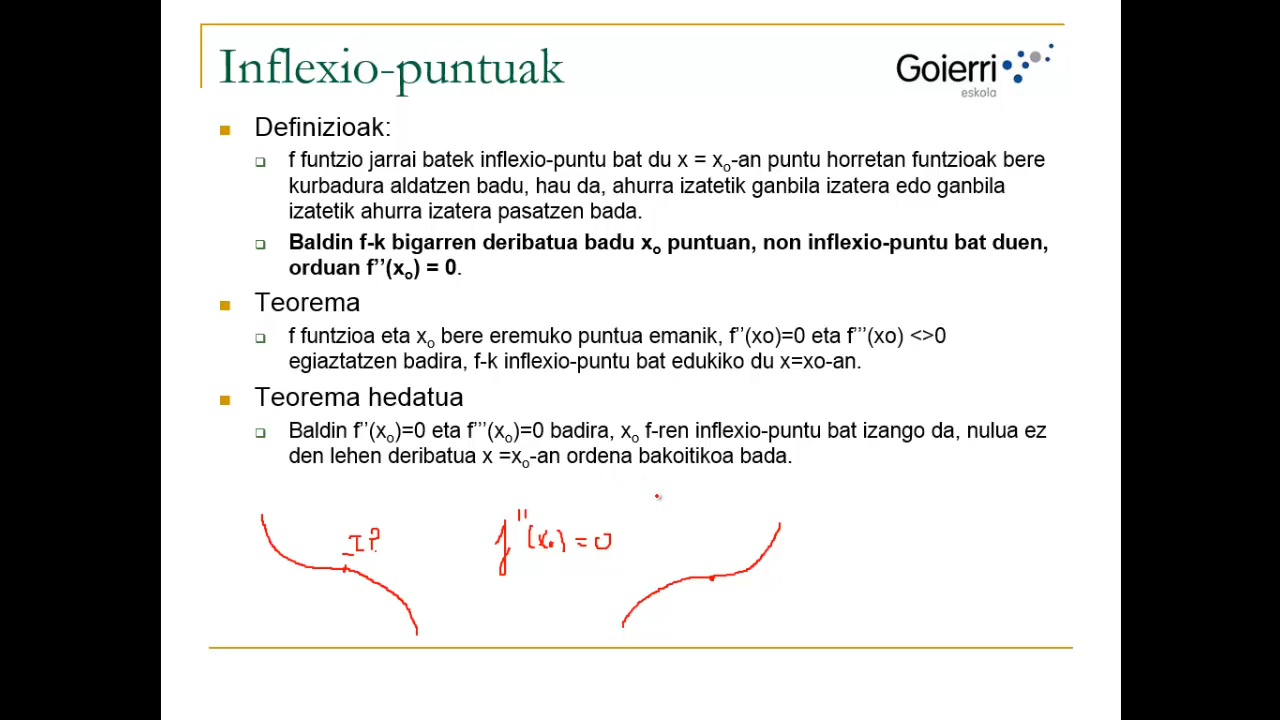 Inflexio-puntuak
Goierri
eskola
Definizioak:
f funtzio jarrai batek inflexio-puntu bat du x = xₒ-an puntu horretan funtzioak bere
kurbadura aldatzen badu, hau da, ahurra izatetik ganbila izatera edo ganbila
izatetik ahurra izatera pasatzen bada.
Baldin f-k bigarren deribatua badu xₒ puntuan, non inflexio-puntu bat duen,
orduan f’’(xₒ) = 0.
Teorema
f funtzioa eta xₒ bere eremuko puntua emanik, f’’(xo)=0 eta f’’’(xo) <>0
egiaztatzen badira, f-k inflexio-puntu bat edukiko du x=xo-an.
Teorema hedatua
Baldin f’’(xₒ)=0 eta f’’’(xₒ)=0 badira, xₒ f-ren inflexio-puntu bat izango da, nulua ez
den lehen deribatua x =xₒ-an ordena bakoitikoa bada.
IP
f''(x₀) = 0